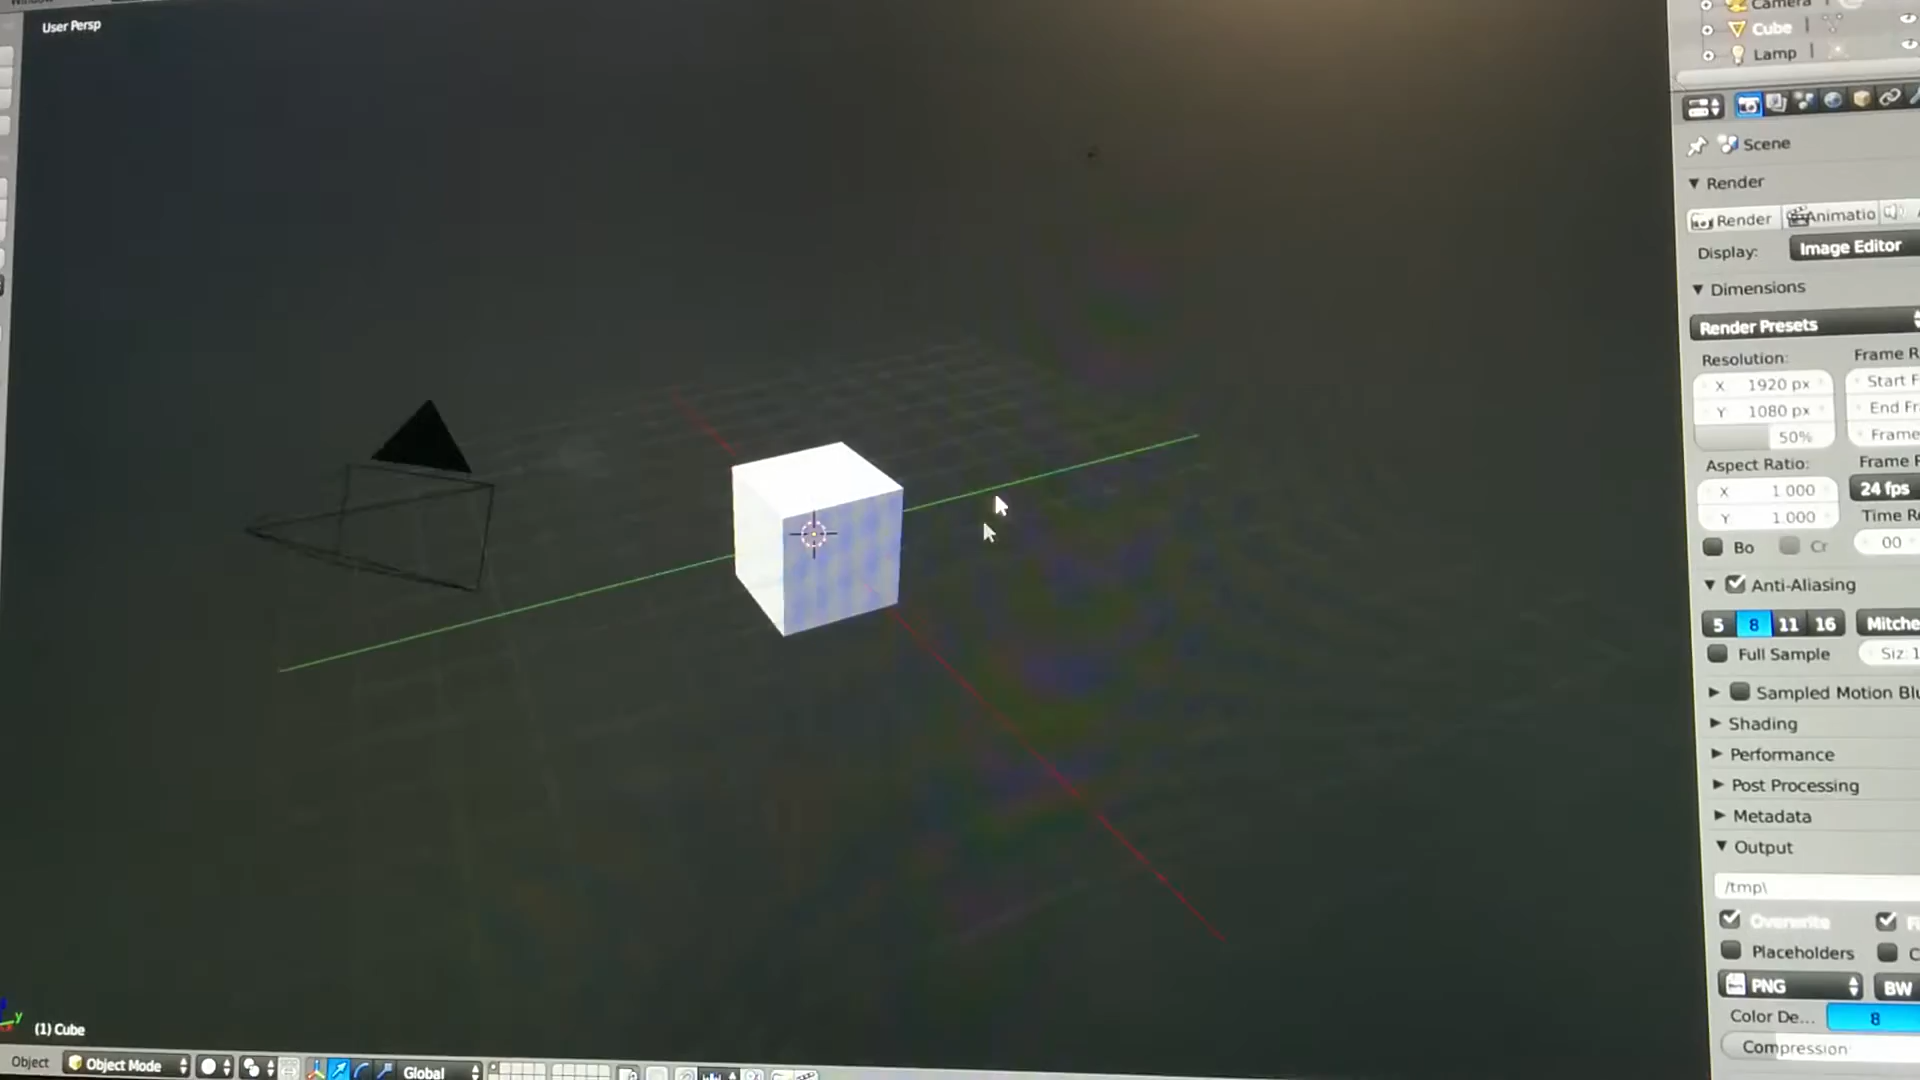 User Persp
Camera
Cube
Lamp
Scene
Render
Render
Animatio
Display:
Image Editor
Dimensions
Render Presets
Resolution:
Frame R
X 1920 px
Start F
Y 1080 px
End Fr
50%
Frame
Aspect Ratio:
Frame F
X 1.000
24 fps
Y 1.000
Time Re
Bo
Cr
00
Anti-Aliasing
5 8 11 16
Mitche
Full Sample
Siz: 1
Sampled Motion Blu
Shading
Performance
Post Processing
Metadata
Output
/tmp\
Overwrite
Placeholders
C
PNG
BW
Color De...
8
Compression:
y
(1) Cube
Object
Object Mode
Global